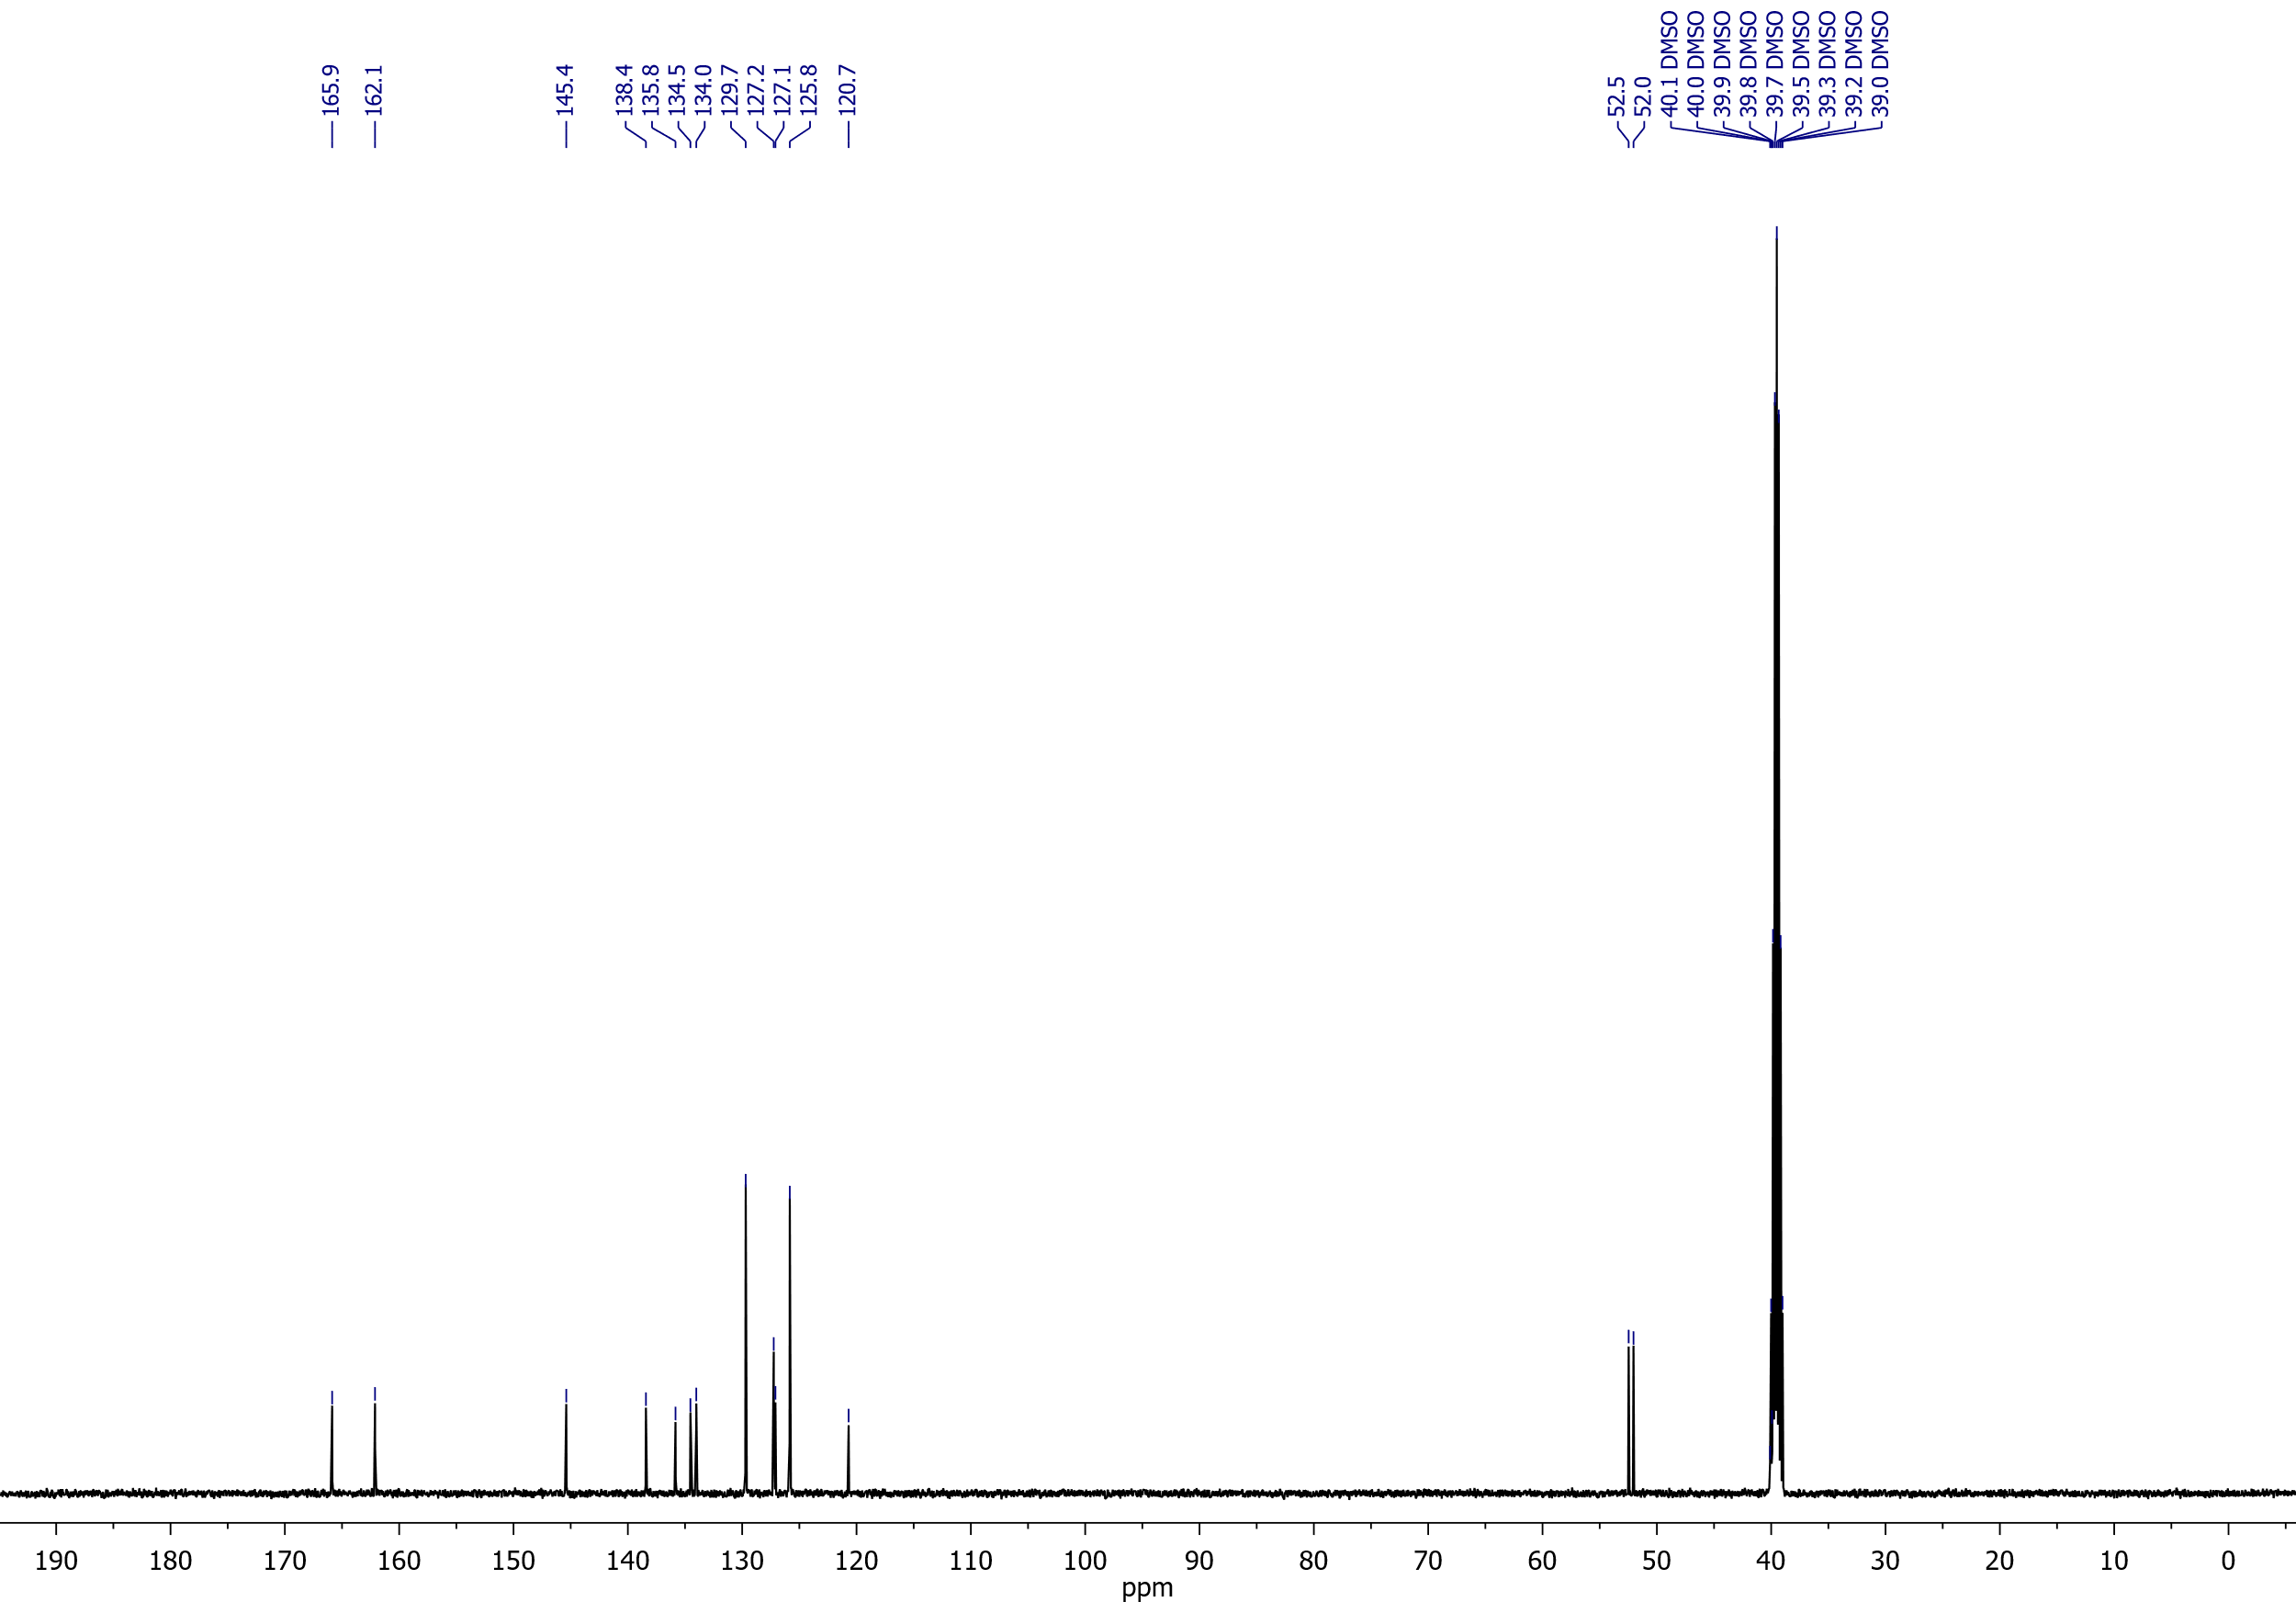 165.9
162.1
145.4
138.4
135.8
134.5
134.0
129.7
127.2
127.1
125.8
120.7
52.5
52.0
40.1 DMSO
40.0 DMSO
39.9 DMSO
39.8 DMSO
39.7 DMSO
39.5 DMSO
39.3 DMSO
39.2 DMSO
39.0 DMSO
190 180 170 160 150 140 130 120 110 100 90 80 70 60 50 40 30 20 10 0
ppm